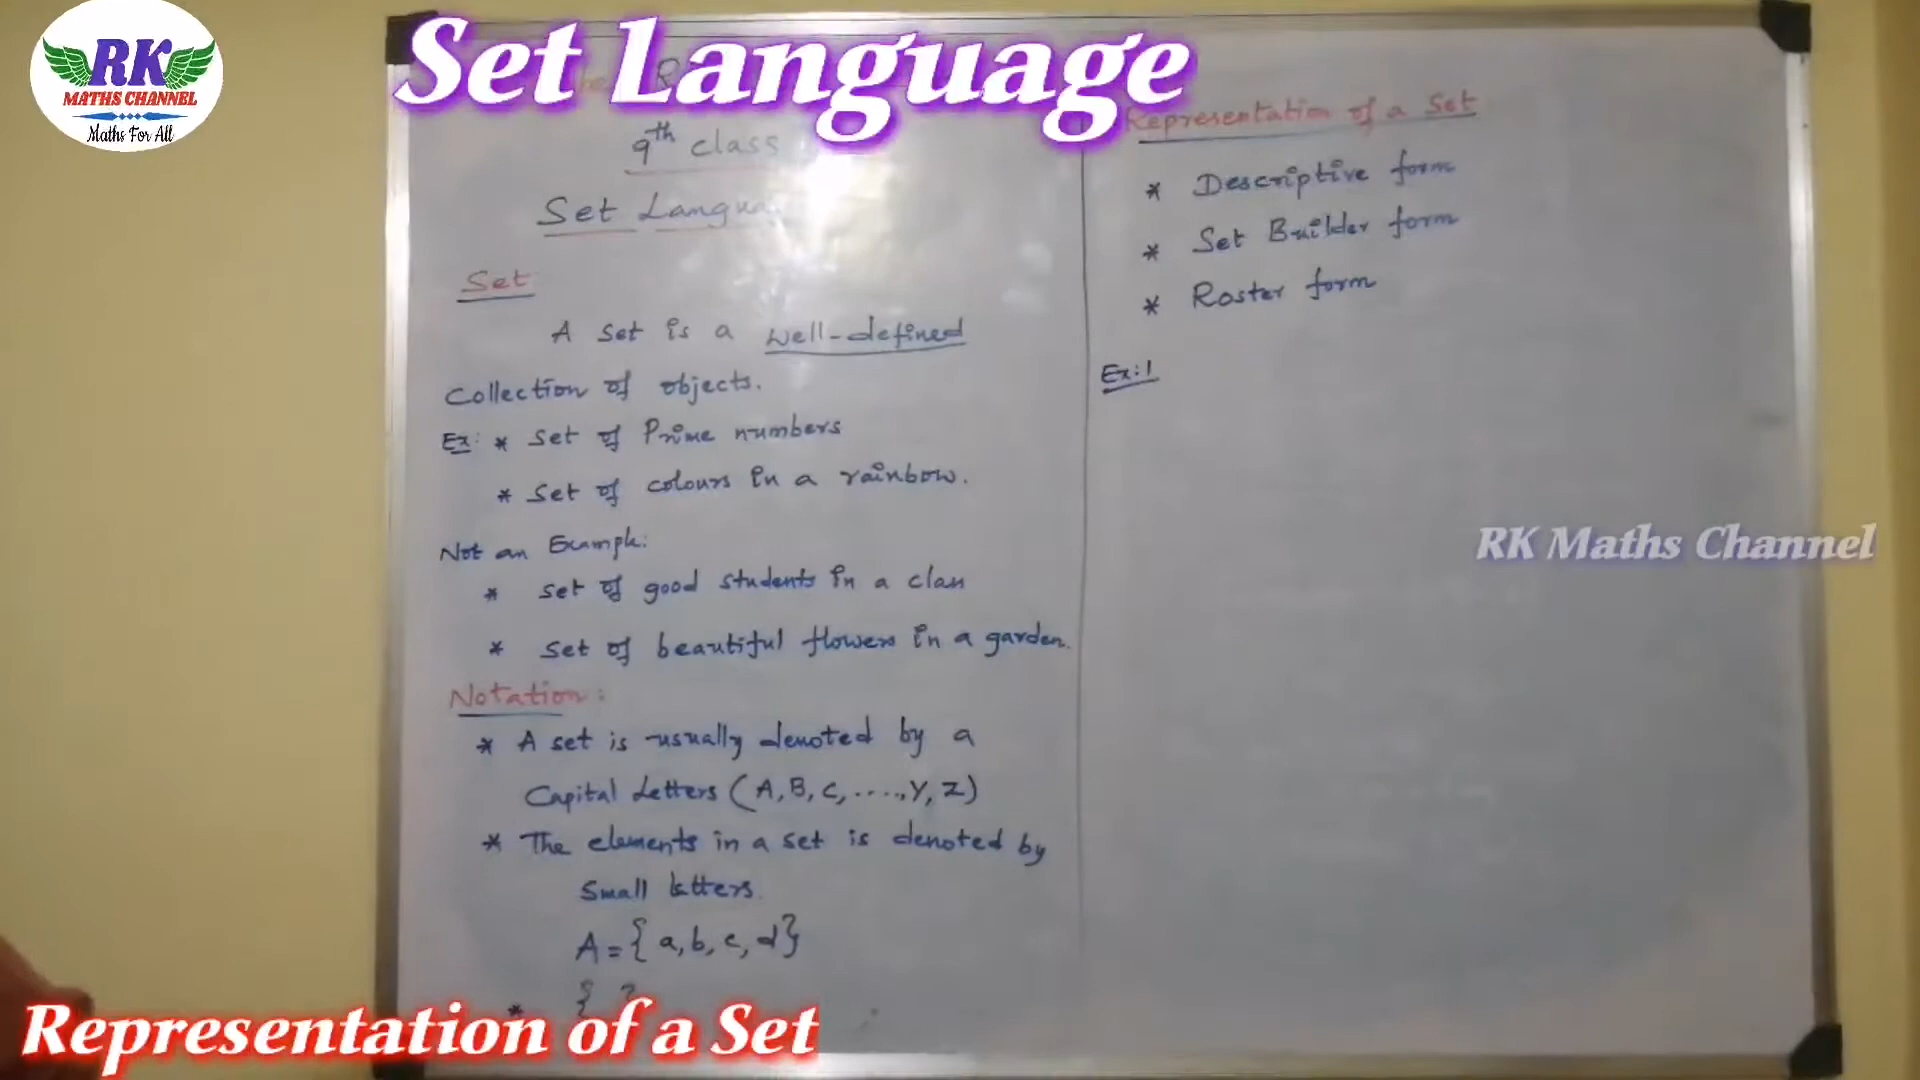 RK
MATHS CHANNEL
Maths For All
Set Language
9th class
Set Langua
Set
A set is a well-defined
Collection of objects.
Ex: * set of Prime numbers
* set of colours in a rainbow.
Not an Example:
* set of good students in a class
* set of beautiful flowers in a garden.
Notation:
* A set is usually denoted by a
Capital Letters (A, B, C, ...., Y, Z)
* The elements in a set is denoted by
Small letters.
A = { a, b, c, d}
* { }
Representation of a Set
* Descriptive form
* Set Builder form
* Roster form
Ex:1
RK Maths Channel
Representation of a Set